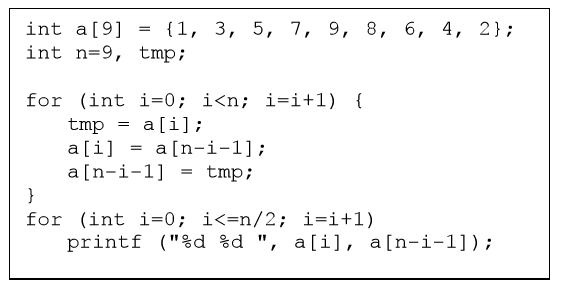 int a[9] = {1, 3, 5, 7, 9, 8, 6, 4, 2};
int n=9, tmp;
for (int i=0; i<n; i=i+1) {
tmp = a[i];
a[i] = a[n-i-1];
a[n-i-1] = tmp;
}
for (int i=0; i<=n/2; i=i+1)
printf ("%d %d ", a[i], a[n-i-1]);